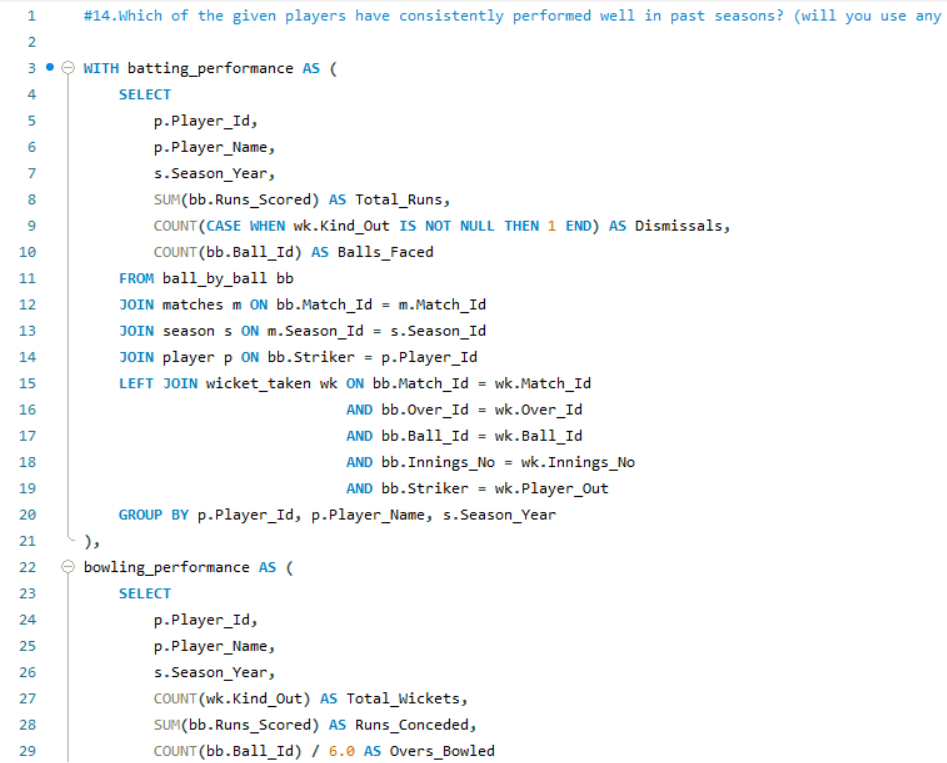 1 #14.Which of the given players have consistently performed well in past seasons? (will you use any
2
3 WITH batting_performance AS (
4 SELECT
5 p.Player_Id,
6 p.Player_Name,
7 s.Season_Year,
8 SUM(bb.Runs_Scored) AS Total_Runs,
9 COUNT(CASE WHEN wk.Kind_Out IS NOT NULL THEN 1 END) AS Dismissals,
10 COUNT(bb.Ball_Id) AS Balls_Faced
11 FROM ball_by_ball bb
12 JOIN matches m ON bb.Match_Id = m.Match_Id
13 JOIN season s ON m.Season_Id = s.Season_Id
14 JOIN player p ON bb.Striker = p.Player_Id
15 LEFT JOIN wicket_taken wk ON bb.Match_Id = wk.Match_Id
16 AND bb.Over_Id = wk.Over_Id
17 AND bb.Ball_Id = wk.Ball_Id
18 AND bb.Innings_No = wk.Innings_No
19 AND bb.Striker = wk.Player_Out
20 GROUP BY p.Player_Id, p.Player_Name, s.Season_Year
21 ),
22 bowling_performance AS (
23 SELECT
24 p.Player_Id,
25 p.Player_Name,
26 s.Season_Year,
27 COUNT(wk.Kind_Out) AS Total_Wickets,
28 SUM(bb.Runs_Scored) AS Runs_Conceded,
29 COUNT(bb.Ball_Id) / 6.0 AS Overs_Bowled